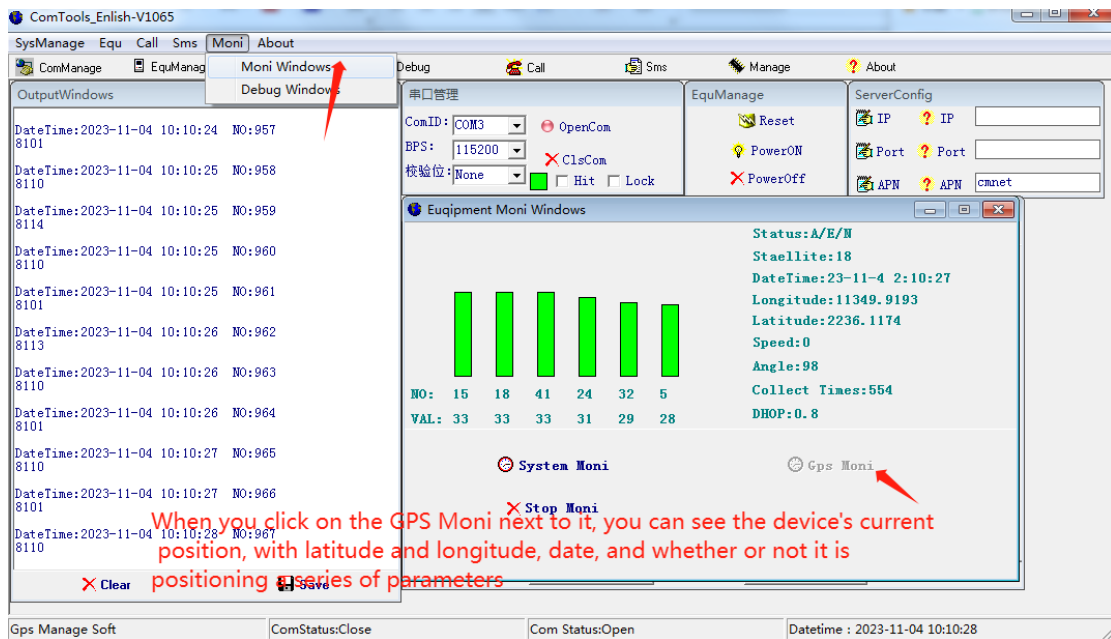 ComTools_Enlish-V1065
SysManage Equ Call Sms Moni About
Moni Windows
Debug Windows
ComManage EquManag Debug Call Sms Manage About
OutputWindows
DateTime:2023-11-04 10:10:24 NO:957
8101
DateTime:2023-11-04 10:10:25 NO:958
8110
DateTime:2023-11-04 10:10:25 NO:959
8114
DateTime:2023-11-04 10:10:25 NO:960
8110
DateTime:2023-11-04 10:10:25 NO:961
8101
DateTime:2023-11-04 10:10:26 NO:962
8113
DateTime:2023-11-04 10:10:26 NO:963
8110
DateTime:2023-11-04 10:10:26 NO:964
8101
DateTime:2023-11-04 10:10:27 NO:965
8110
DateTime:2023-11-04 10:10:27 NO:966
8101
DateTime:2023-11-04 10:10:28 NO:967
8110
Clear Save
串口管理
ComID: COM3 OpenCom
BPS: 115200 ClsCom
校验位: None Hit Lock
EquManage
Reset
PowerON
PowerOff
ServerConfig
IP ? IP
Port ? Port
APN ? APN cmnet
Euqipment Moni Windows
Status:A/E/N
Staellite:18
DateTime:23-11-4 2:10:27
Longitude:11349.9193
Latitude:2236.1174
Speed:0
Angle:98
Collect Times:554
DHOP:0.8
NO: 15 18 41 24 32 5
VAL: 33 33 33 31 29 28
System Moni Gps Moni
Stop Moni
When you click on the GPS Moni next to it, you can see the device's current
position, with latitude and longitude, date, and whether or not it is
positioning a series of parameters
Gps Manage Soft ComStatus:Close Com Status:Open Datetime : 2023-11-04 10:10:28